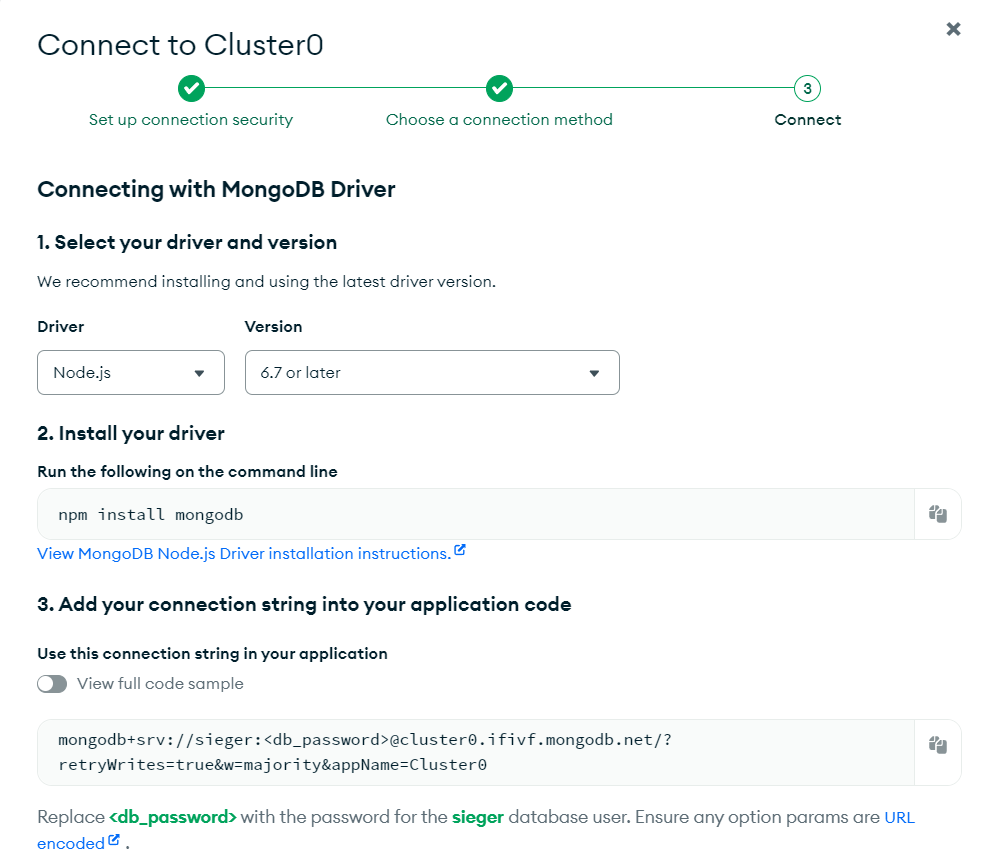 Connect to Cluster0
3
Set up connection security
Choose a connection method
Connect
Connecting with MongoDB Driver
1. Select your driver and version
We recommend installing and using the latest driver version.
Driver
Version
Node.js
6.7 or later
2. Install your driver
Run the following on the command line
npm install mongodb
View MongoDB Node.js Driver installation instructions.
3. Add your connection string into your application code
Use this connection string in your application
View full code sample
mongodb+srv://sieger:<db_password>@cluster0.ifivf.mongodb.net/?
retryWrites=true&w=majority&appName=Cluster0
Replace <db_password> with the password for the sieger database user. Ensure any option params are URL
encoded .